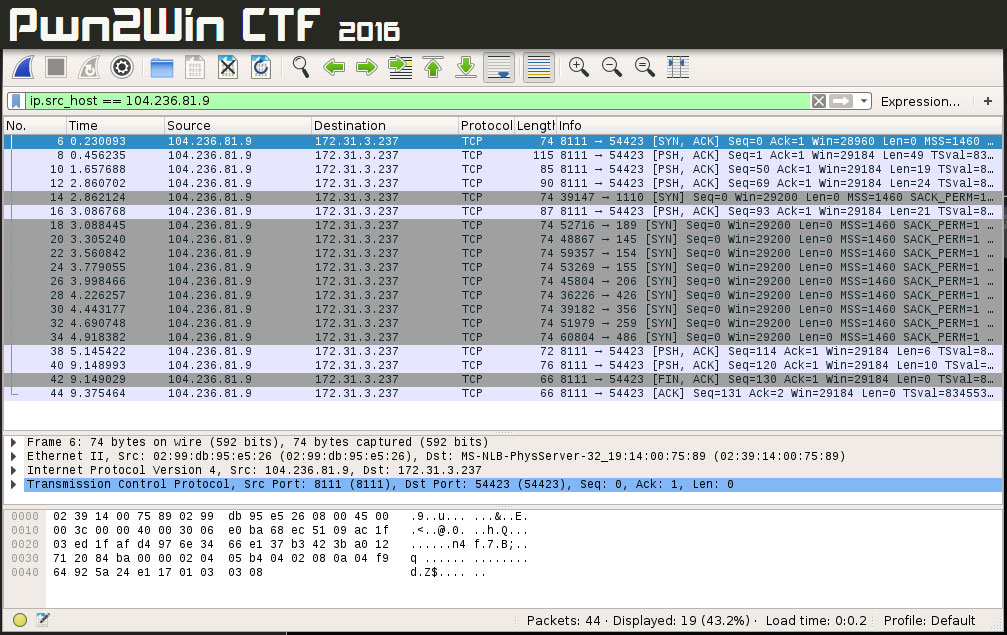 Pwn2Win CTF 2016
ip.src_host == 104.236.81.9 Expression... +
No. Time Source Destination Protocol Length Info
6 0.230093 104.236.81.9 172.31.3.237 TCP 74 8111 → 54423 [SYN, ACK] Seq=0 Ack=1 Win=28960 Len=0 MSS=1460 …
8 0.456235 104.236.81.9 172.31.3.237 TCP 115 8111 → 54423 [PSH, ACK] Seq=1 Ack=1 Win=29184 Len=49 TSval=83…
10 1.657688 104.236.81.9 172.31.3.237 TCP 85 8111 → 54423 [PSH, ACK] Seq=50 Ack=1 Win=29184 Len=19 TSval=8…
12 2.860702 104.236.81.9 172.31.3.237 TCP 90 8111 → 54423 [PSH, ACK] Seq=69 Ack=1 Win=29184 Len=24 TSval=8…
14 2.862124 104.236.81.9 172.31.3.237 TCP 74 39147 → 1110 [SYN] Seq=0 Win=29200 Len=0 MSS=1460 SACK_PERM=1…
16 3.086768 104.236.81.9 172.31.3.237 TCP 87 8111 → 54423 [PSH, ACK] Seq=93 Ack=1 Win=29184 Len=21 TSval=8…
18 3.088445 104.236.81.9 172.31.3.237 TCP 74 52716 → 189 [SYN] Seq=0 Win=29200 Len=0 MSS=1460 SACK_PERM=1 …
20 3.305240 104.236.81.9 172.31.3.237 TCP 74 48867 → 145 [SYN] Seq=0 Win=29200 Len=0 MSS=1460 SACK_PERM=1 …
22 3.560842 104.236.81.9 172.31.3.237 TCP 74 59357 → 154 [SYN] Seq=0 Win=29200 Len=0 MSS=1460 SACK_PERM=1 …
24 3.779055 104.236.81.9 172.31.3.237 TCP 74 53269 → 155 [SYN] Seq=0 Win=29200 Len=0 MSS=1460 SACK_PERM=1 …
26 3.998466 104.236.81.9 172.31.3.237 TCP 74 45804 → 206 [SYN] Seq=0 Win=29200 Len=0 MSS=1460 SACK_PERM=1 …
28 4.226257 104.236.81.9 172.31.3.237 TCP 74 36226 → 426 [SYN] Seq=0 Win=29200 Len=0 MSS=1460 SACK_PERM=1 …
30 4.443177 104.236.81.9 172.31.3.237 TCP 74 39182 → 356 [SYN] Seq=0 Win=29200 Len=0 MSS=1460 SACK_PERM=1 …
32 4.690748 104.236.81.9 172.31.3.237 TCP 74 51979 → 259 [SYN] Seq=0 Win=29200 Len=0 MSS=1460 SACK_PERM=1 …
34 4.918382 104.236.81.9 172.31.3.237 TCP 74 60804 → 486 [SYN] Seq=0 Win=29200 Len=0 MSS=1460 SACK_PERM=1 …
38 5.145422 104.236.81.9 172.31.3.237 TCP 72 8111 → 54423 [PSH, ACK] Seq=114 Ack=1 Win=29184 Len=6 TSval=8…
40 9.148993 104.236.81.9 172.31.3.237 TCP 76 8111 → 54423 [PSH, ACK] Seq=120 Ack=1 Win=29184 Len=10 TSval=…
42 9.149029 104.236.81.9 172.31.3.237 TCP 66 8111 → 54423 [FIN, ACK] Seq=130 Ack=1 Win=29184 Len=0 TSval=8…
44 9.375464 104.236.81.9 172.31.3.237 TCP 66 8111 → 54423 [ACK] Seq=131 Ack=2 Win=29184 Len=0 TSval=834553…
Frame 6: 74 bytes on wire (592 bits), 74 bytes captured (592 bits)
Ethernet II, Src: 02:99:db:95:e5:26 (02:99:db:95:e5:26), Dst: MS-NLB-PhysServer-32_19:14:00:75:89 (02:39:14:00:75:89)
Internet Protocol Version 4, Src: 104.236.81.9, Dst: 172.31.3.237
Transmission Control Protocol, Src Port: 8111 (8111), Dst Port: 54423 (54423), Seq: 0, Ack: 1, Len: 0
0000 02 39 14 00 75 89 02 99 db 95 e5 26 08 00 45 00 .9..u... ...&..E.
0010 00 3c 00 00 40 00 30 06 e0 ba 68 ec 51 09 ac 1f .<..@.0. ..h.Q...
0020 03 ed 1f af d4 97 6e 34 66 e1 37 b3 42 3b a0 12 ......n4 f.7.B;..
0030 71 20 84 ba 00 00 02 04 05 b4 04 02 08 0a 04 f9 q ...... ........
0040 64 92 5a 24 e1 17 01 03 03 08 d.Z$.... ..
Packets: 44 · Displayed: 19 (43.2%) · Load time: 0:0.2 Profile: Default